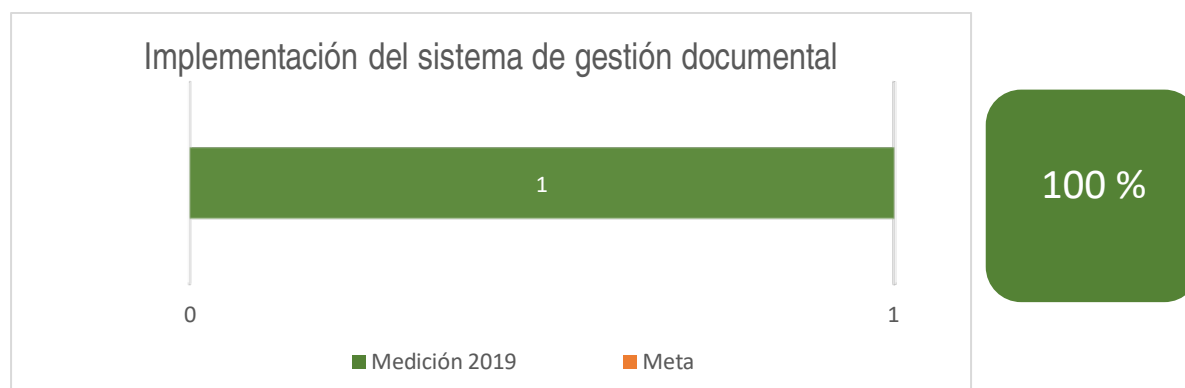 Implementación del sistema de gestión documental
1
100 %
0 1
Medición 2019 Meta